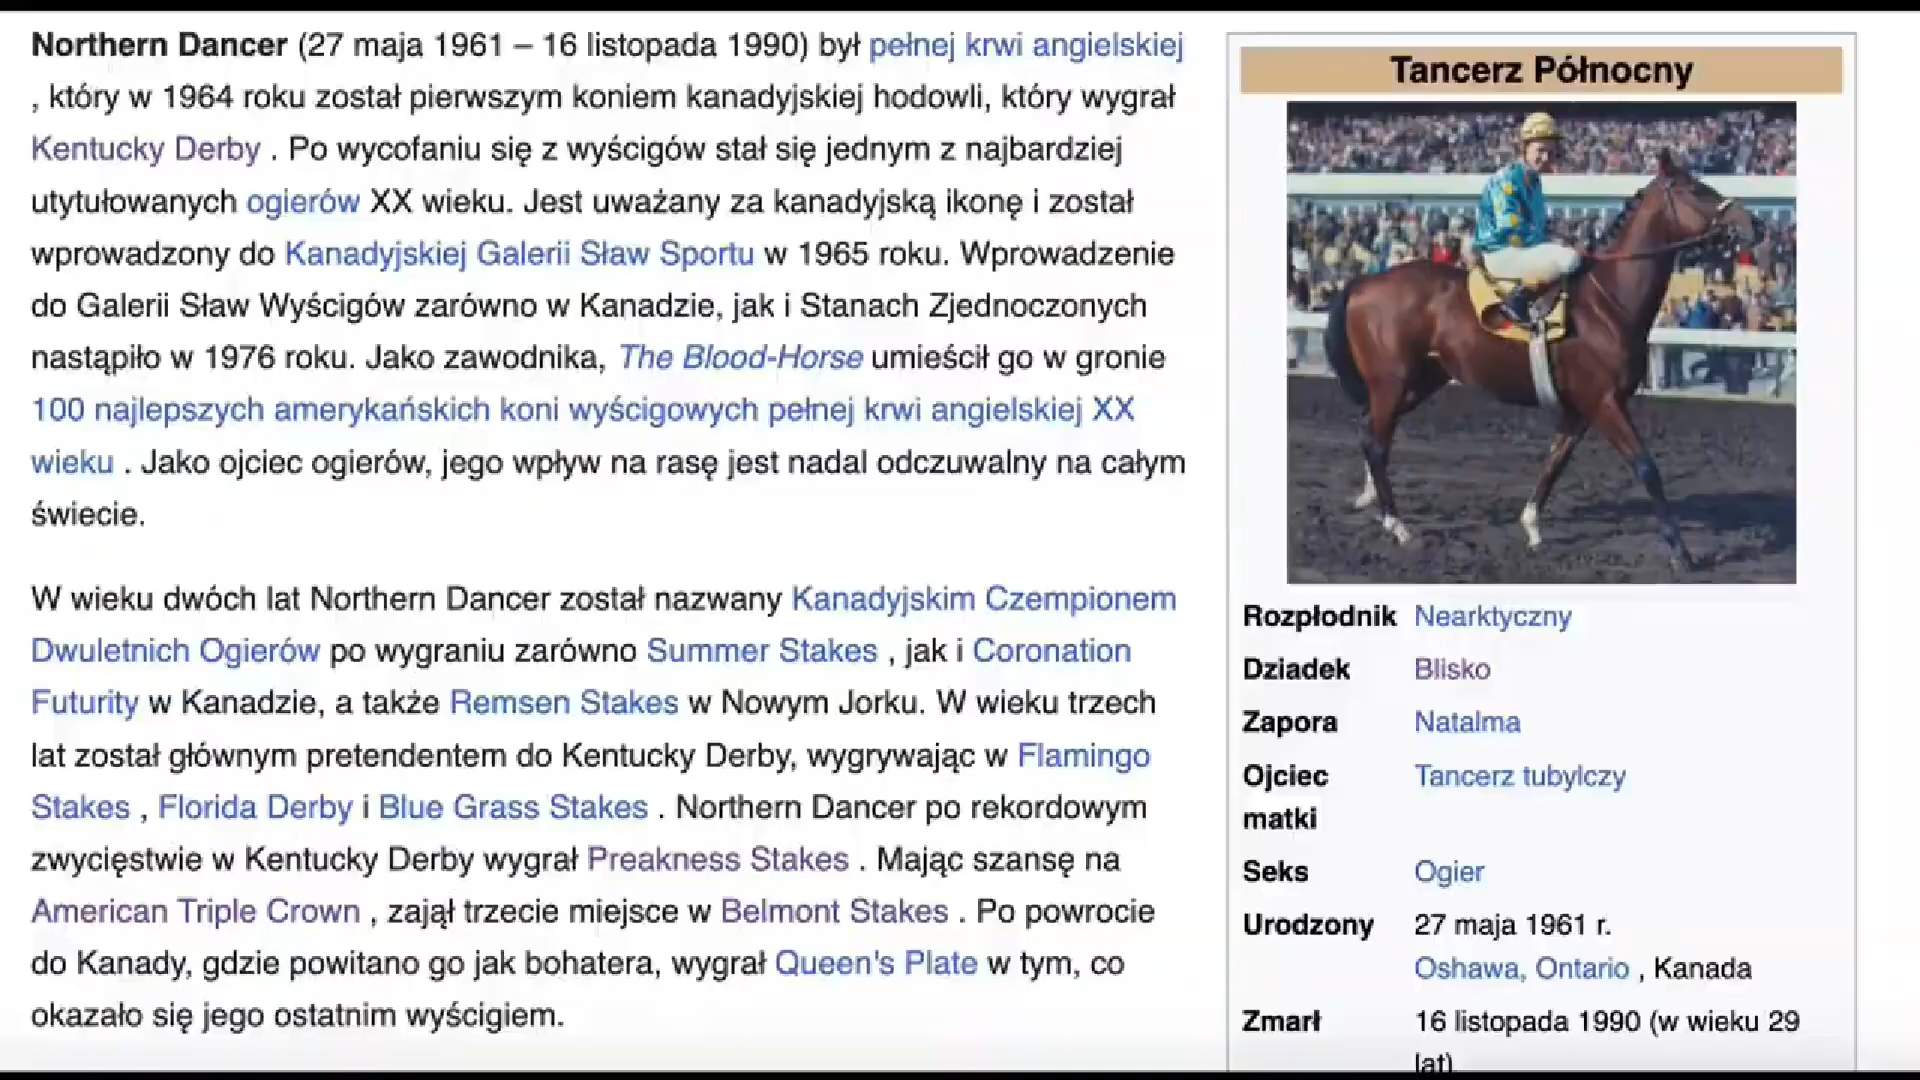 Northern Dancer (27 maja 1961 – 16 listopada 1990) był pełnej krwi angielskiej
, który w 1964 roku został pierwszym koniem kanadyjskiej hodowli, który wygrał
Kentucky Derby . Po wycofaniu się z wyścigów stał się jednym z najbardziej
utytułowanych ogierów XX wieku. Jest uważany za kanadyjską ikonę i został
wprowadzony do Kanadyjskiej Galerii Sław Sportu w 1965 roku. Wprowadzenie
do Galerii Sław Wyścigów zarówno w Kanadzie, jak i Stanach Zjednoczonych
nastąpiło w 1976 roku. Jako zawodnika, The Blood-Horse umieścił go w gronie
100 najlepszych amerykańskich koni wyścigowych pełnej krwi angielskiej XX
wieku . Jako ojciec ogierów, jego wpływ na rasę jest nadal odczuwalny na całym
świecie.
W wieku dwóch lat Northern Dancer został nazwany Kanadyjskim Czempionem
Dwuletnich Ogierów po wygraniu zarówno Summer Stakes , jak i Coronation
Futurity w Kanadzie, a także Remsen Stakes w Nowym Jorku. W wieku trzech
lat został głównym pretendentem do Kentucky Derby, wygrywając w Flamingo
Stakes , Florida Derby i Blue Grass Stakes . Northern Dancer po rekordowym
zwycięstwie w Kentucky Derby wygrał Preakness Stakes . Mając szansę na
American Triple Crown , zajął trzecie miejsce w Belmont Stakes . Po powrocie
do Kanady, gdzie powitano go jak bohatera, wygrał Queen's Plate w tym, co
okazało się jego ostatnim wyścigiem.
Tancerz Północny
Rozpłodnik Nearktyczny
Dziadek Blisko
Zapora Natalma
Ojciec Tancerz tubylczy
matki
Seks Ogier
Urodzony 27 maja 1961 r.
Oshawa, Ontario , Kanada
Zmarł 16 listopada 1990 (w wieku 29
lat)